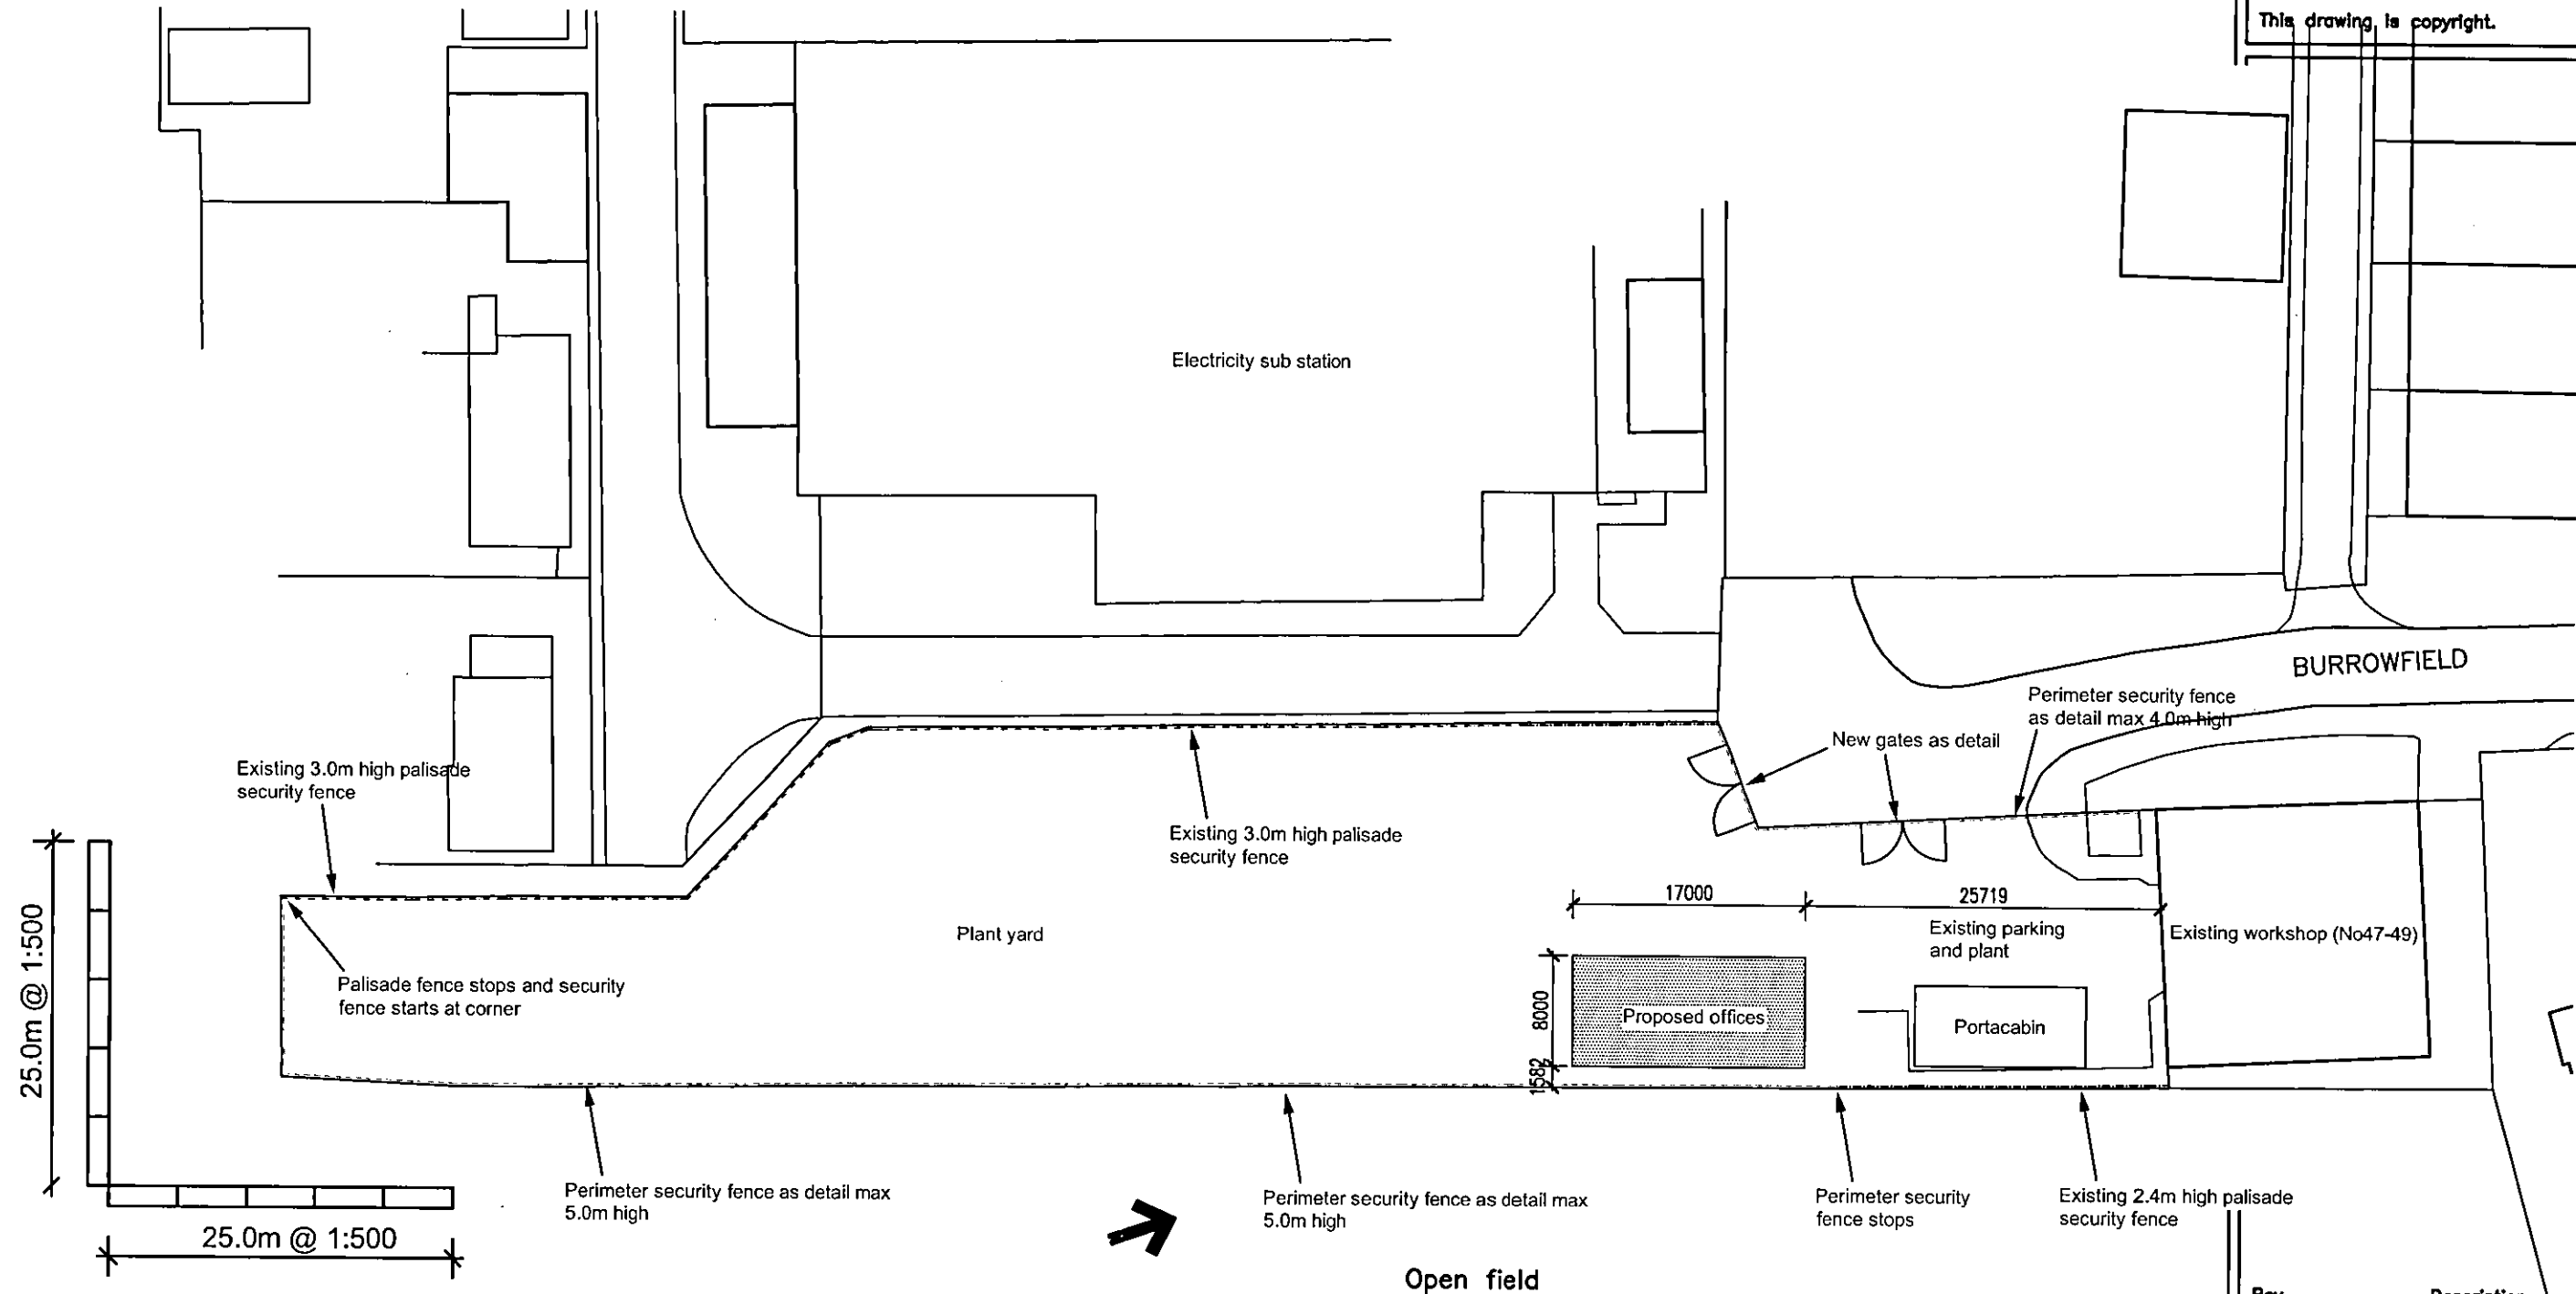 This drawing is copyright.
Electricity sub station
BURROWFIELD
Perimeter security fence
as detail max 4.0m high
New gates as detail
Existing 3.0m high palisade
security fence
Existing 3.0m high palisade
security fence
17000
25719
Existing parking
and plant
Existing workshop (No47-49)
Plant yard
Palisade fence stops and security
fence starts at corner
8000
Proposed offices
Portacabin
1582
25.0m @ 1:500
Perimeter security fence as detail max
5.0m high
Perimeter security fence as detail max
5.0m high
Perimeter security
fence stops
Existing 2.4m high palisade
security fence
25.0m @ 1:500
Open field